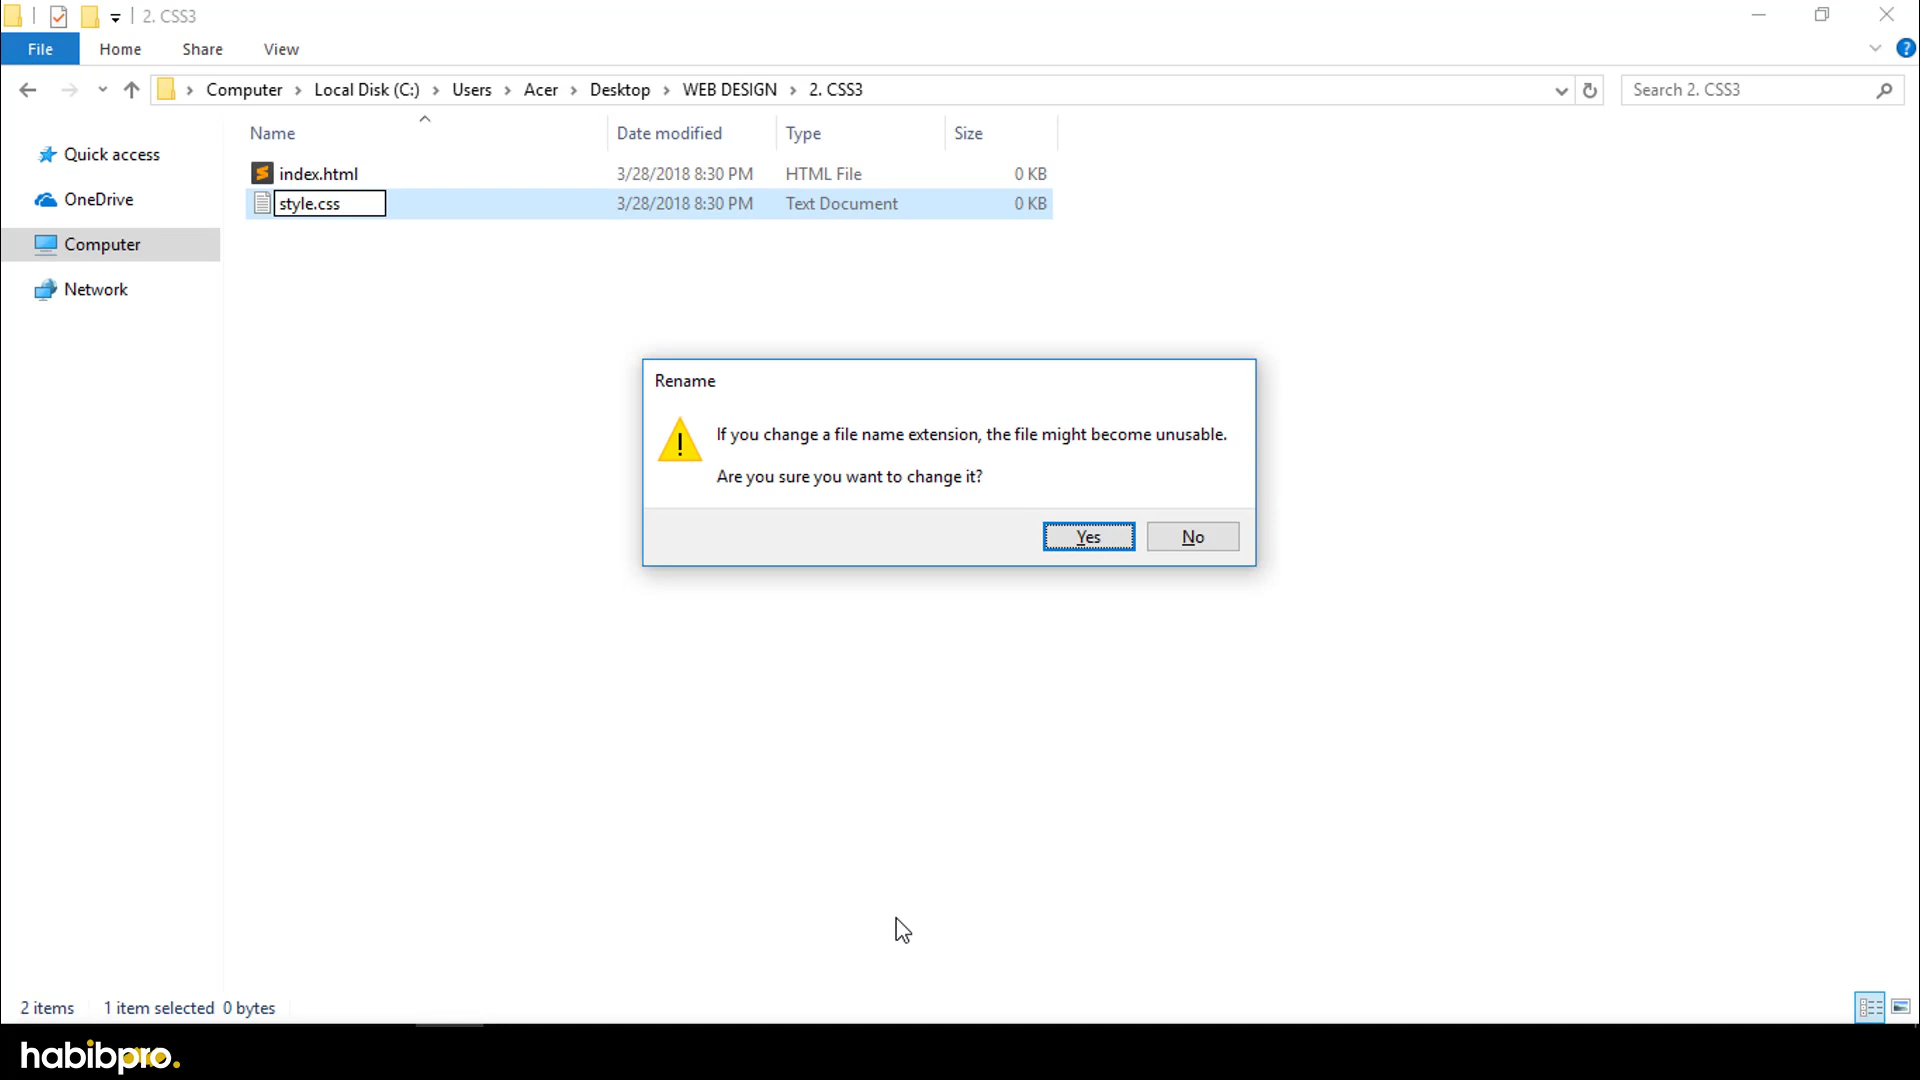 2. CSS3
File Home Share View
Computer Local Disk (C:) Users Acer Desktop WEB DESIGN 2. CSS3
Search 2. CSS3
Name Date modified Type Size
Quick access
OneDrive
Computer
Network
index.html 3/28/2018 8:30 PM HTML File 0 KB
style.css 3/28/2018 8:30 PM Text Document 0 KB
Rename
If you change a file name extension, the file might become unusable.
Are you sure you want to change it?
Yes No
2 items 1 item selected 0 bytes
habibpro.